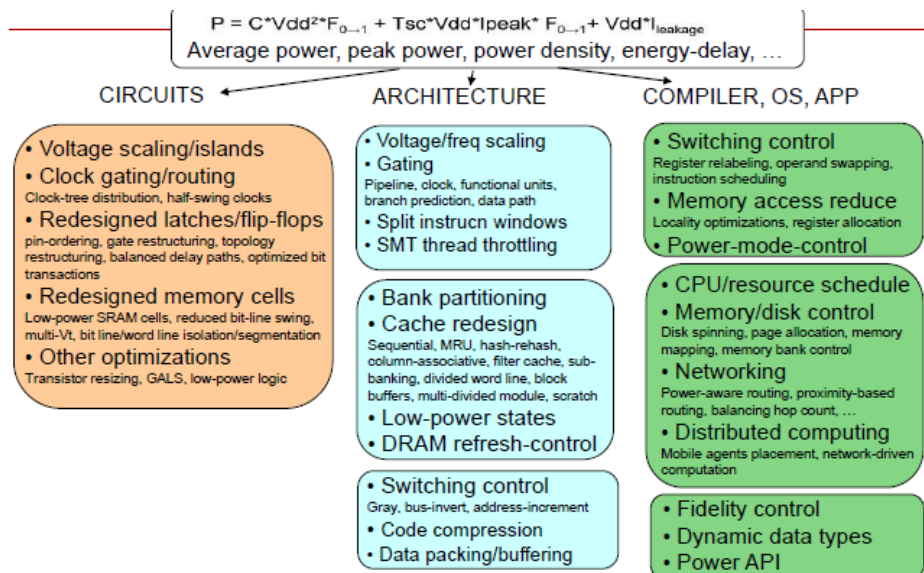 P = C*Vdd²*F0→1 + Tsc*Vdd*Ipeak* F0→1+ Vdd*Ileakage
Average power, peak power, power density, energy-delay, …
CIRCUITS
• Voltage scaling/islands
• Clock gating/routing
Clock-tree distribution, half-swing clocks
• Redesigned latches/flip-flops
pin-ordering, gate restructuring, topology
restructuring, balanced delay paths, optimized bit
transactions
• Redesigned memory cells
Low-power SRAM cells, reduced bit-line swing,
multi-Vt, bit line/word line isolation/segmentation
• Other optimizations
Transistor resizing, GALS, low-power logic
ARCHITECTURE
• Voltage/freq scaling
• Gating
Pipeline, clock, functional units,
branch prediction, data path
• Split instrucn windows
• SMT thread throttling
• Bank partitioning
• Cache redesign
Sequential, MRU, hash-rehash,
column-associative, filter cache, sub-
banking, divided word line, block
buffers, multi-divided module, scratch
• Low-power states
• DRAM refresh-control
• Switching control
Gray, bus-invert, address-increment
• Code compression
• Data packing/buffering
COMPILER, OS, APP
• Switching control
Register relabeling, operand swapping,
instruction scheduling
• Memory access reduce
Locality optimizations, register allocation
• Power-mode-control
• CPU/resource schedule
• Memory/disk control
Disk spinning, page allocation, memory
mapping, memory bank control
• Networking
Power-aware routing, proximity-based
routing, balancing hop count, …
• Distributed computing
Mobile agents placement, network-driven
computation
• Fidelity control
• Dynamic data types
• Power API